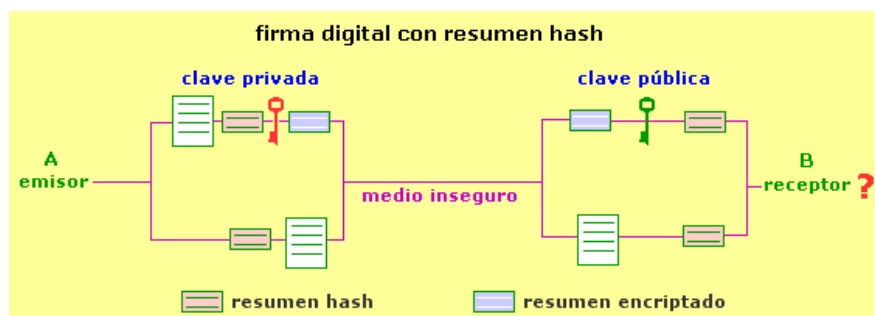 firma digital con resumen hash
clave privada
clave pública
A
emisor
medio inseguro
B
receptor ?
resumen hash
resumen encriptado